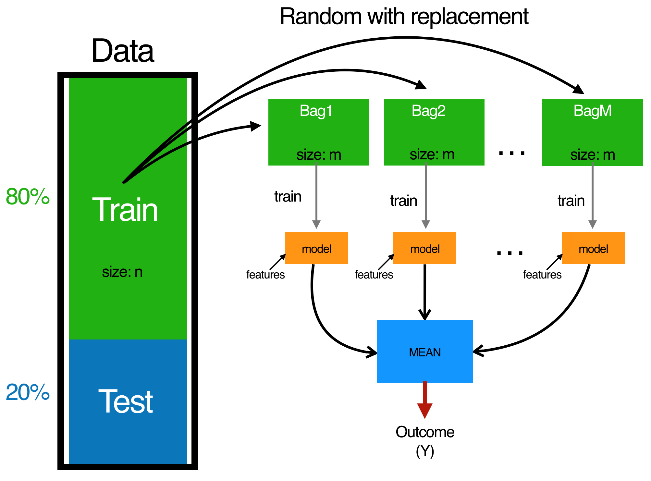 Random with replacement
Data
80%
Train
size: n
20%
Test
Bag1
size: m
Bag2
size: m
...
BagM
size: m
train
train
train
model
model
...
model
features
features
features
MEAN
Outcome
(Y)